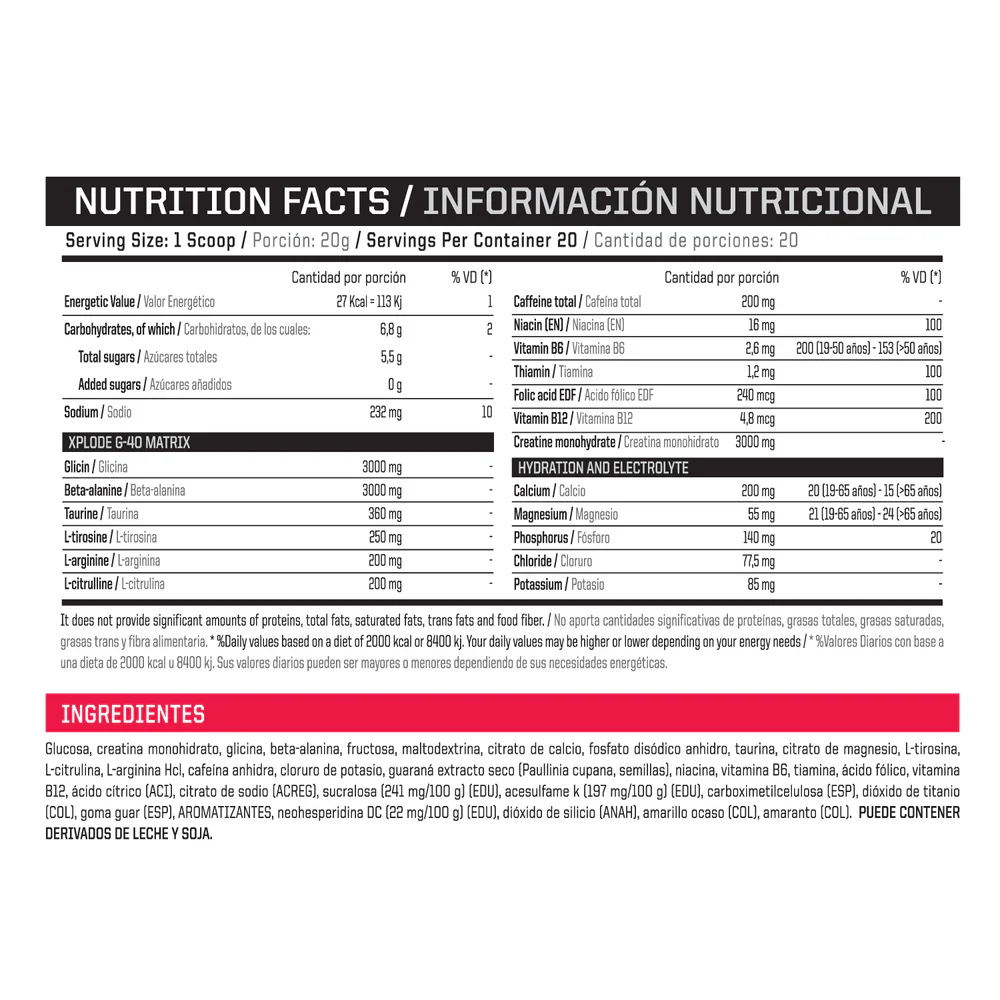 NUTRITION FACTS / INFORMACIÓN NUTRICIONAL
Serving Size: 1 Scoop / Porción: 20g / Servings Per Container 20 / Cantidad de porciones: 20
Cantidad por porción % VD (*)
Energetic Value / Valor Energético 27 Kcal = 113 Kj 1
Carbohydrates, of which / Carbohidratos, de los cuales: 6,8 g 2
Total sugars / Azúcares totales 5,5 g -
Added sugars / Azúcares añadidos 0 g -
Sodium / Sodio 232 mg 10
XPLODE G-40 MATRIX
Glicin / Glicina 3000 mg -
Beta-alanine / Beta-alanina 3000 mg -
Taurine / Taurina 360 mg -
L-tirosine / L-tirosina 250 mg -
L-arginine / L-arginina 200 mg -
L-citrulline / L-citrulina 200 mg -
Cantidad por porción % VD (*)
Caffeine total / Cafeína total 200 mg -
Niacin (EN) / Niacina (EN) 16 mg 100
Vitamin B6 / Vitamina B6 2,6 mg 200 (19-50 años) - 153 (>50 años)
Thiamin / Tiamina 1,2 mg 100
Folic acid EDF / Acido fólico EDF 240 mcg 100
Vitamin B12 / Vitamina B12 4,8 mcg 200
Creatine monohydrate / Creatina monohidrato 3000 mg -
HYDRATION AND ELECTROLYTE
Calcium / Calcio 200 mg 20 (19-65 años) - 15 (>65 años)
Magnesium / Magnesio 55 mg 21 (19-65 años) - 24 (>65 años)
Phosphorus / Fósforo 140 mg 20
Chloride / Cloruro 77,5 mg -
Potassium / Potasio 85 mg -
It does not provide significant amounts of proteins, total fats, saturated fats, trans fats and food fiber. / No aporta cantidades significativas de proteínas, grasas totales, grasas saturadas,
grasas trans y fibra alimentaria. * %Daily values based on a diet of 2000 kcal or 8400 kj. Your daily values may be higher or lower depending on your energy needs / * %Valores Diarios con base a
una dieta de 2000 kcal u 8400 kj. Sus valores diarios pueden ser mayores o menores dependiendo de sus necesidades energéticas.
INGREDIENTES
Glucosa, creatina monohidrato, glicina, beta-alanina, fructosa, maltodextrina, citrato de calcio, fosfato disódico anhidro, taurina, citrato de magnesio, L-tirosina,
L-citrulina, L-arginina Hcl, cafeína anhidra, cloruro de potasio, guaraná extracto seco (Paullinia cupana, semillas), niacina, vitamina B6, tiamina, ácido fólico, vitamina
B12, ácido cítrico (ACI), citrato de sodio (ACREG), sucralosa (241 mg/100 g) (EDU), acesulfame k (197 mg/100 g) (EDU), carboximetilcelulosa (ESP), dióxido de titanio
(COL), goma guar (ESP), AROMATIZANTES, neohesperidina DC (22 mg/100 g) (EDU), dióxido de silicio (ANAH), amarillo ocaso (COL), amaranto (COL). PUEDE CONTENER
DERIVADOS DE LECHE Y SOJA.